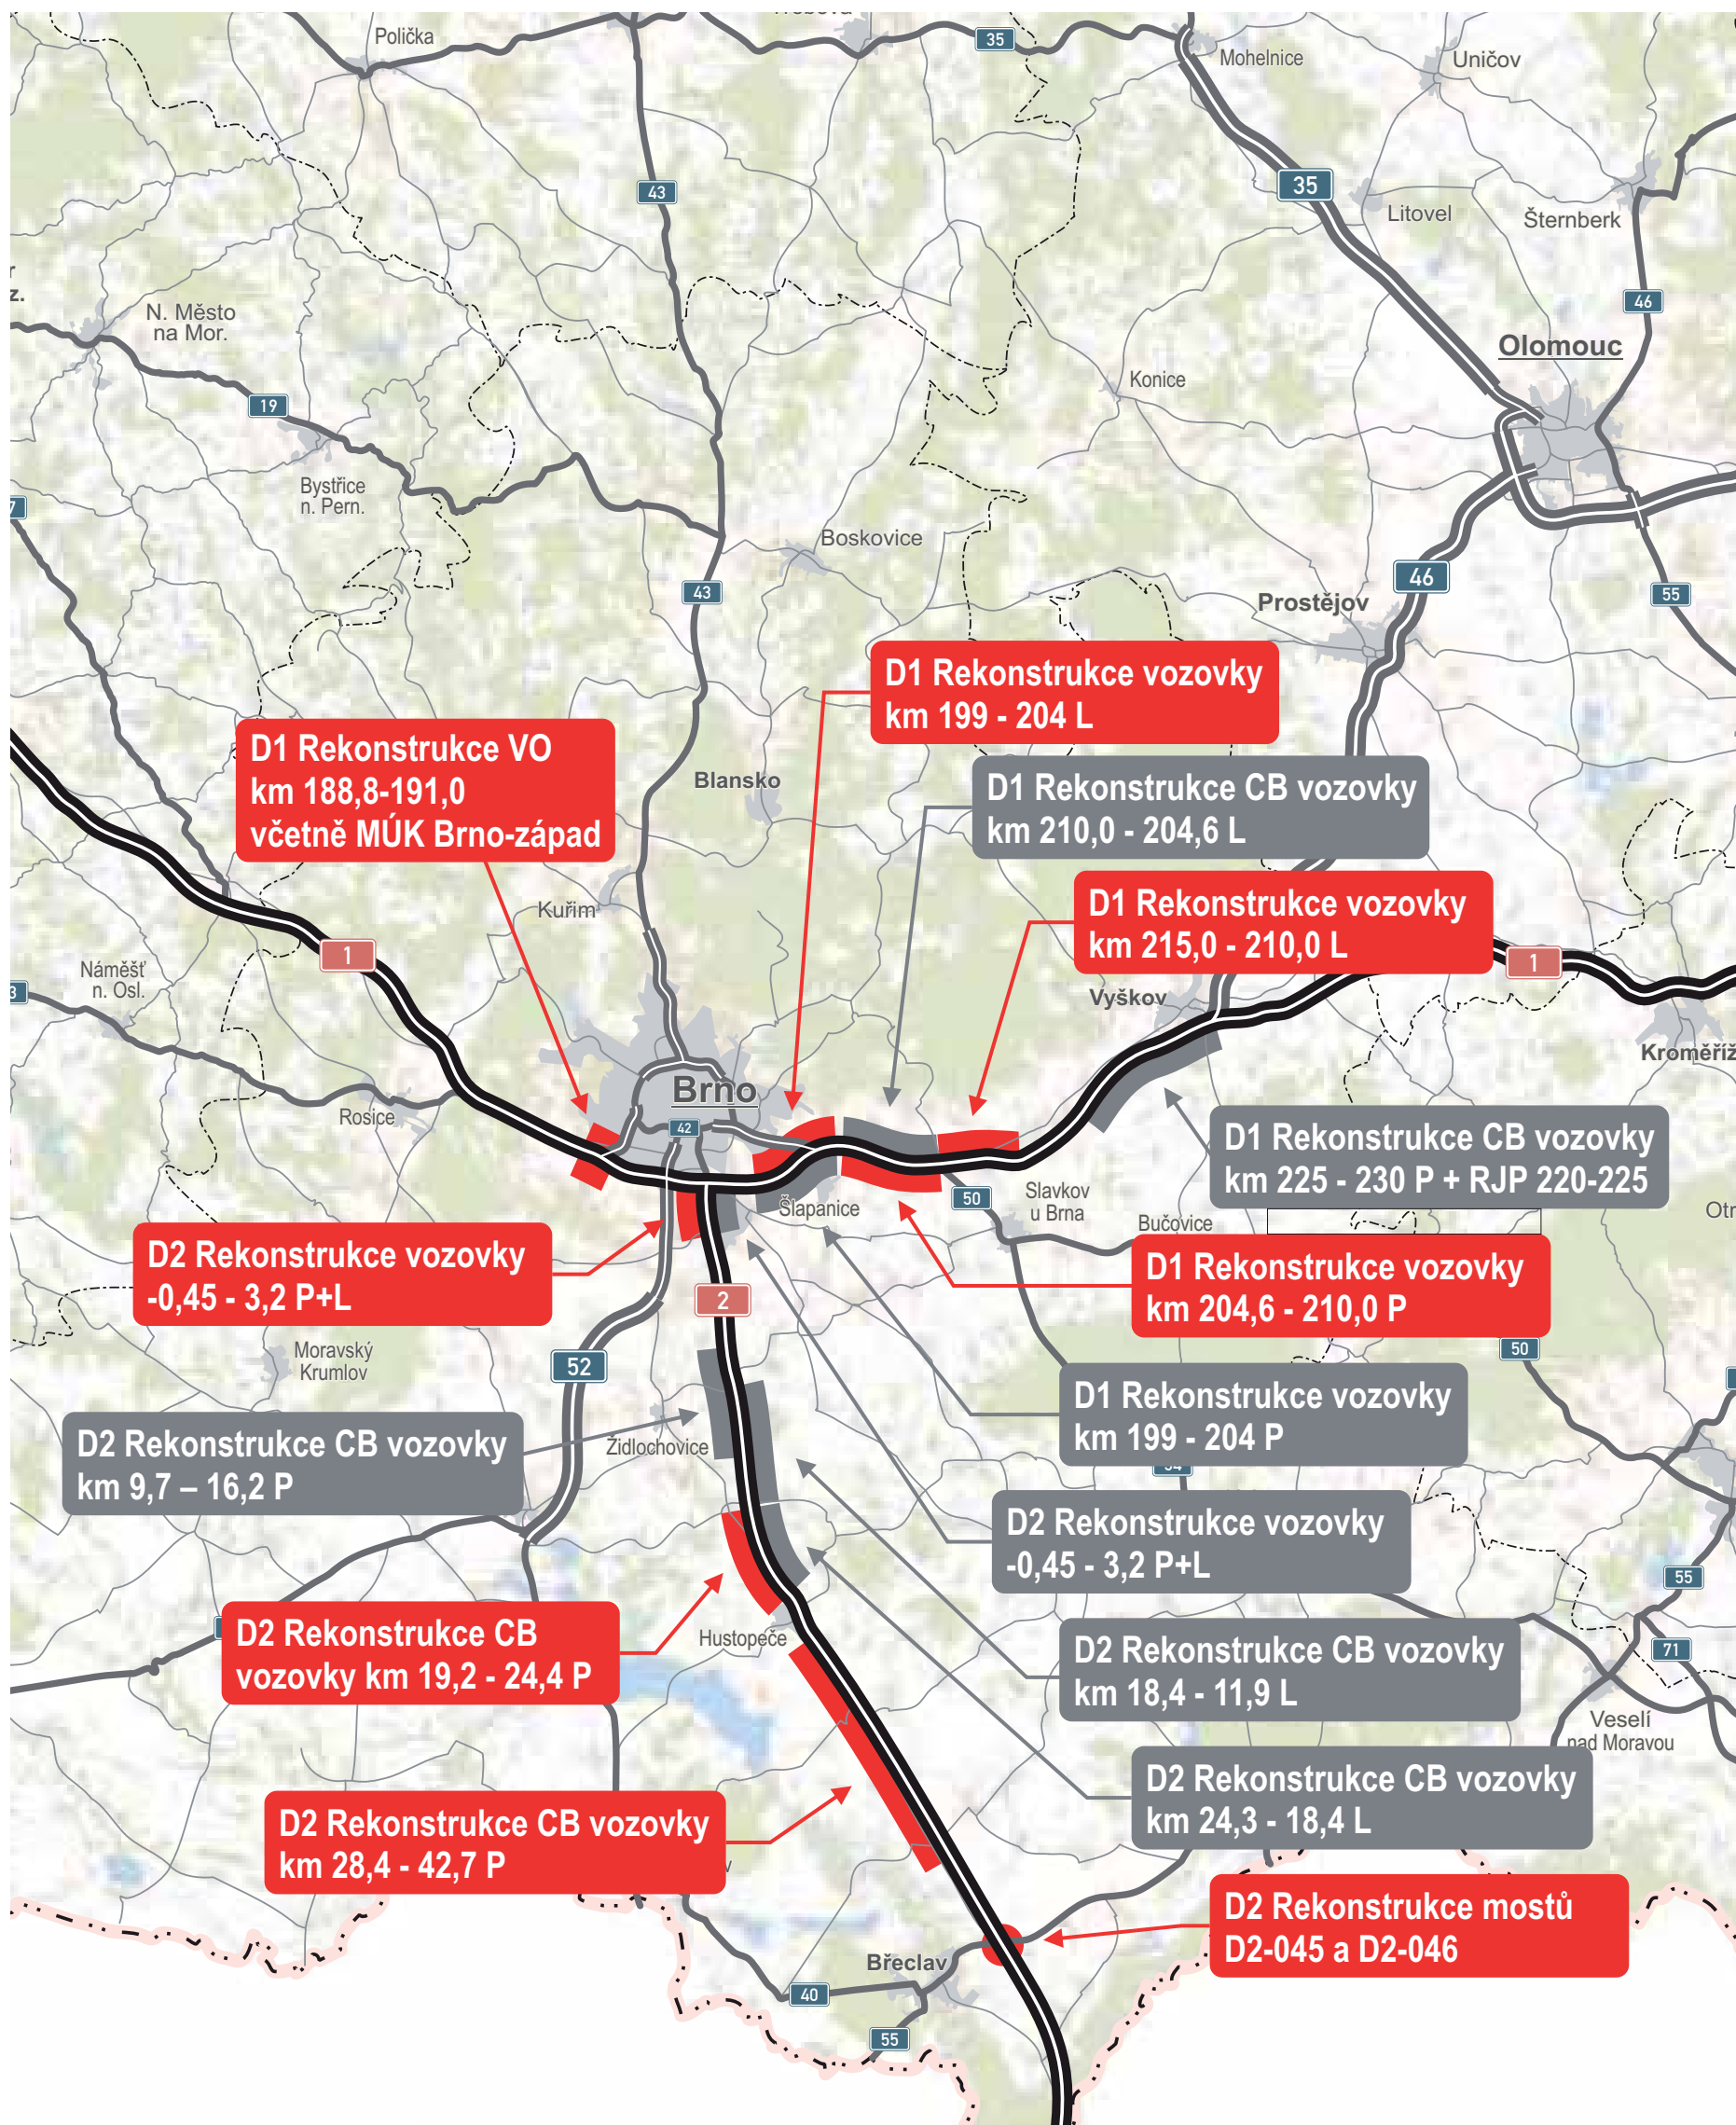 Polička
35
Mohelnice
Uničov
43
35
Litovel
Šternberk
N. Město
na Mor.
46
Olomouc
19
Konice
Bystřice
n. Pern.
Boskovice
43
46
55
Prostějov
D1 Rekonstrukce vozovky
km 199 - 204 L
D1 Rekonstrukce VO
km 188,8-191,0
včetně MÚK Brno-západ
Blansko
D1 Rekonstrukce CB vozovky
km 210,0 - 204,6 L
D1 Rekonstrukce vozovky
km 215,0 - 210,0 L
Kuřim
1
1
Náměšť
n. Osl.
Vyškov
Kroměříž
Brno
Rosice
42
D1 Rekonstrukce CB vozovky
km 225 - 230 P + RJP 220-225
Šlapanice
50
Slavkov
u Brna
Bučovice
Otr
D2 Rekonstrukce vozovky
-0,45 - 3,2 P+L
D1 Rekonstrukce vozovky
km 204,6 - 210,0 P
2
Moravský
Krumlov
52
50
D1 Rekonstrukce vozovky
km 199 - 204 P
D2 Rekonstrukce CB vozovky
km 9,7 – 16,2 P
Židlochovice
D2 Rekonstrukce vozovky
-0,45 - 3,2 P+L
55
D2 Rekonstrukce CB
vozovky km 19,2 - 24,4 P
Hustopeče
D2 Rekonstrukce CB vozovky
km 18,4 - 11,9 L
71
Veselí
nad Moravou
D2 Rekonstrukce CB vozovky
km 24,3 - 18,4 L
D2 Rekonstrukce CB vozovky
km 28,4 - 42,7 P
D2 Rekonstrukce mostů
D2-045 a D2-046
Břeclav
40
55